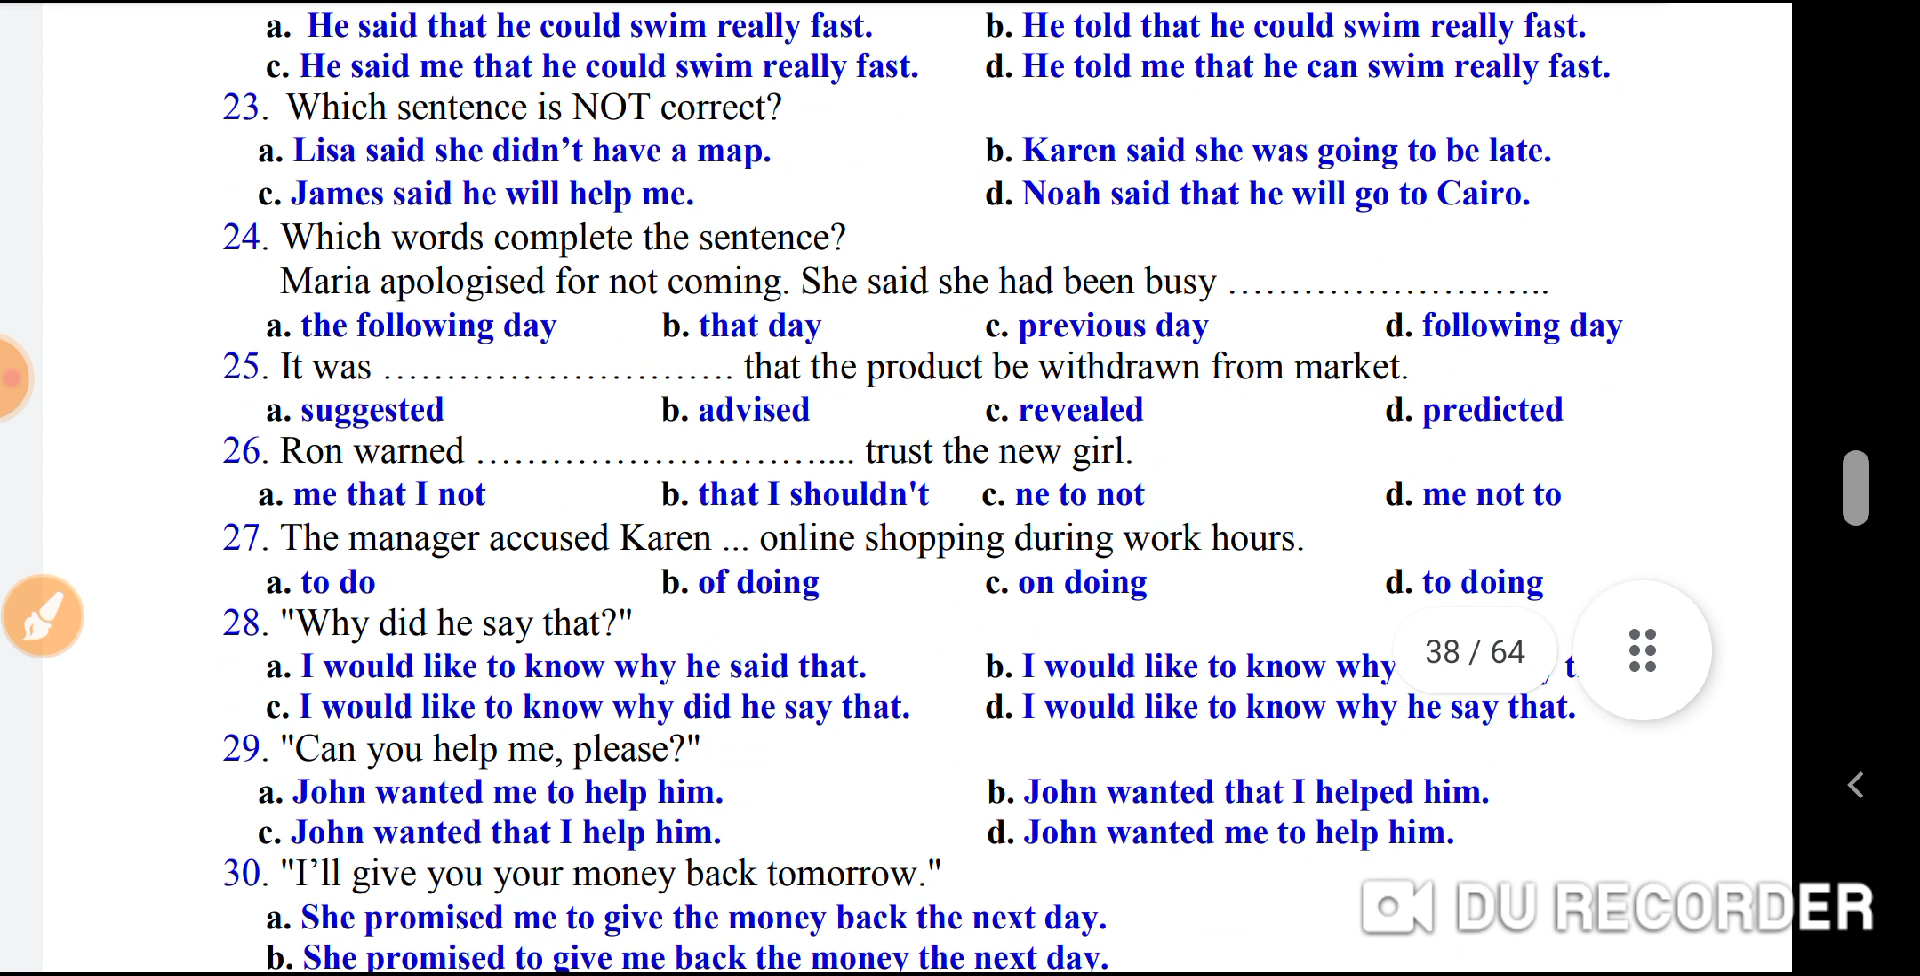 a. He said that he could swim really fast. b. He told that he could swim really fast.
c. He said me that he could swim really fast. d. He told me that he can swim really fast.
23. Which sentence is NOT correct?
a. Lisa said she didn’t have a map. b. Karen said she was going to be late.
c. James said he will help me. d. Noah said that he will go to Cairo.
24. Which words complete the sentence?
Maria apologised for not coming. She said she had been busy ……………………..
a. the following day b. that day c. previous day d. following day
25. It was ………………………. that the product be withdrawn from market.
a. suggested b. advised c. revealed d. predicted
26. Ron warned ……………………….... trust the new girl.
a. me that I not b. that I shouldn't c. ne to not d. me not to
27. The manager accused Karen ... online shopping during work hours.
a. to do b. of doing c. on doing d. to doing
28. "Why did he say that?"
38 / 64
a. I would like to know why he said that. b. I would like to know why
c. I would like to know why did he say that. d. I would like to know why he say that.
29. "Can you help me, please?"
a. John wanted me to help him. b. John wanted that I helped him.
c. John wanted that I help him. d. John wanted me to help him.
30. "I’ll give you your money back tomorrow."
a. She promised me to give the money back the next day.
DU RECORDER
b. She promised to give me back the money the next day.